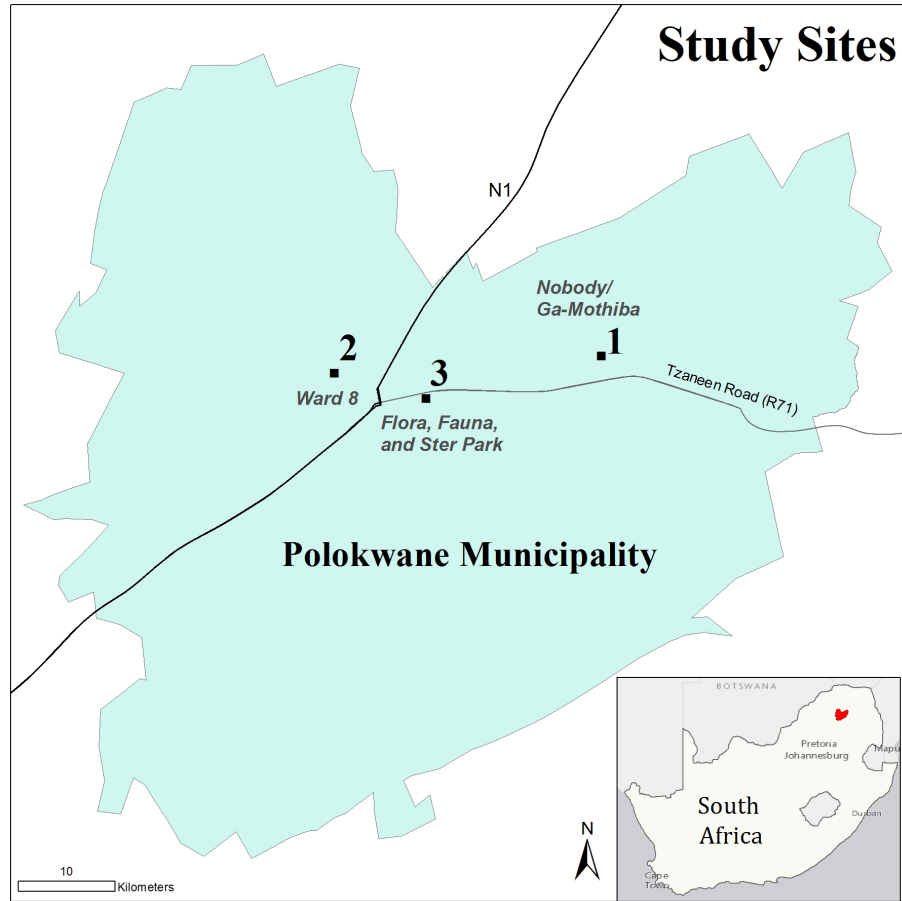 Study Sites
N1
Nobody/
Ga-Mothiba
1
2
Ward 8
3
Tzaneen Road (R71)
Flora, Fauna,
and Ster Park
Polokwane Municipality
BOTSWANA
Pretoria
Johannesburg
Mapu
South
Africa
Durban
Cape
Town
N
10
Kilometers